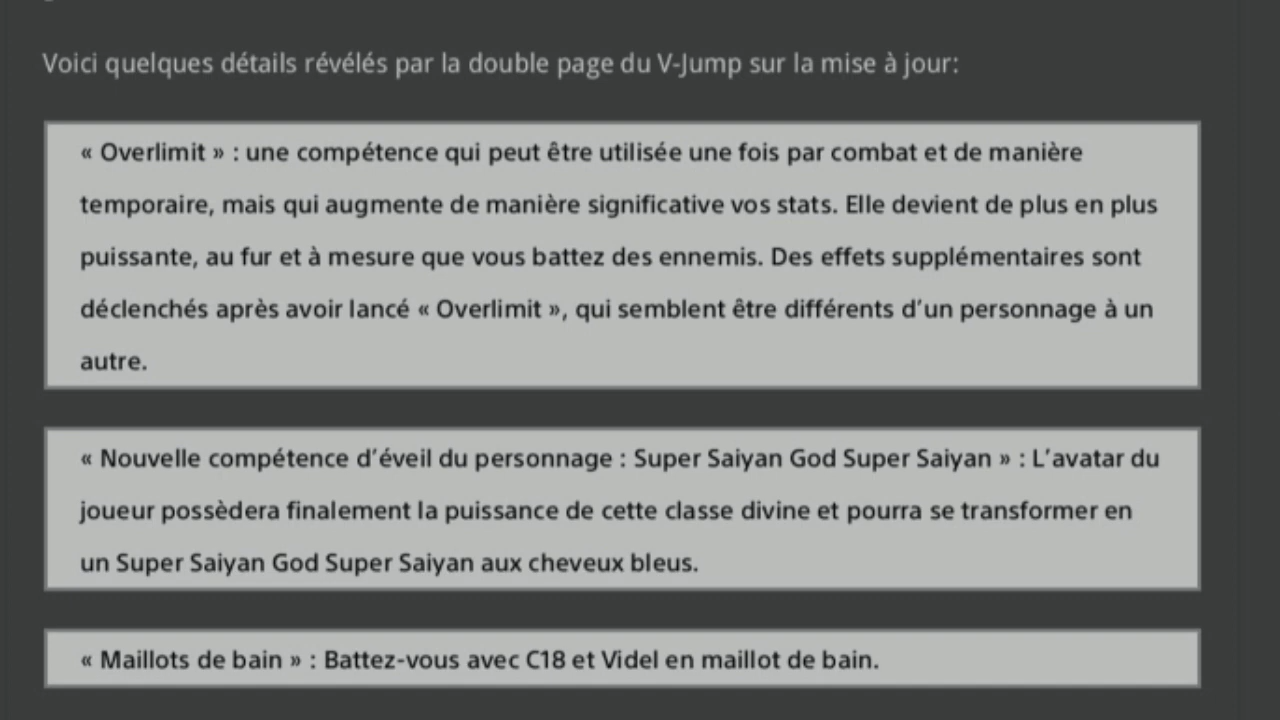 Voici quelques détails révélés par la double page du V-Jump sur la mise à jour:
« Overlimit » : une compétence qui peut être utilisée une fois par combat et de manière
temporaire, mais qui augmente de manière significative vos stats. Elle devient de plus en plus
puissante, au fur et à mesure que vous battez des ennemis. Des effets supplémentaires sont
déclenchés après avoir lancé « Overlimit », qui semblent être différents d’un personnage à un
autre.
« Nouvelle compétence d’éveil du personnage : Super Saiyan God Super Saiyan » : L’avatar du
joueur possèdera finalement la puissance de cette classe divine et pourra se transformer en
un Super Saiyan God Super Saiyan aux cheveux bleus.
« Maillots de bain » : Battez-vous avec C18 et Videl en maillot de bain.